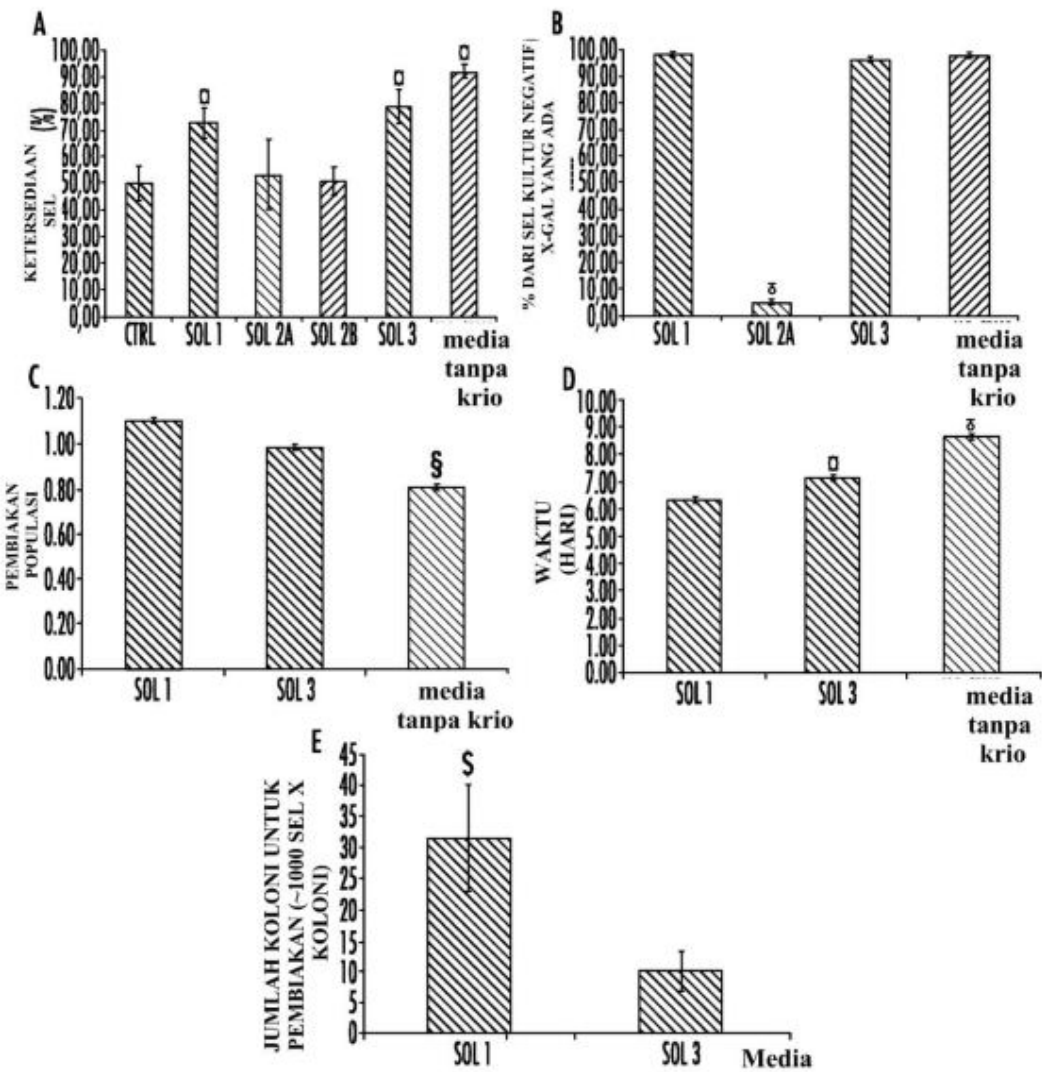 A
KETERSEDIAAN
SEL
(%)
100,00
90,00
80,00
70,00
60,00
50,00
40,00
30,00
20,00
10,00
0,00
¤
¤
¤
CTRL
SOL 1
SOL 2A
SOL 2B
SOL 3
media
tanpa
krio
B
% DARI SEL KULTUR NEGATIF
X-GAL YANG ADA
100,00
90,00
80,00
70,00
60,00
50,00
40,00
30,00
20,00
10,00
0,00
SOL 1
SOL 2A
SOL 3
media
tanpa
krio
C
PEMBIAKAN
POPULASI
1.20
1.00
0.80
0.60
0.40
0.20
0.00
§
SOL 1
SOL 3
media
tanpa krio
D
WAKTU
(HARI)
10.00
9.00
8.00
7.00
6.00
5.00
4.00
3.00
2.00
1.00
0.00
¤
SOL 1
SOL 3
media
tanpa
krio
E
JUMLAH KOLONI UNTUK
PEMBIAKAN (~1000 SEL X
KOLONI)
45
40
35
30
25
20
15
10
5
0
$
SOL 1
SOL 3
Media